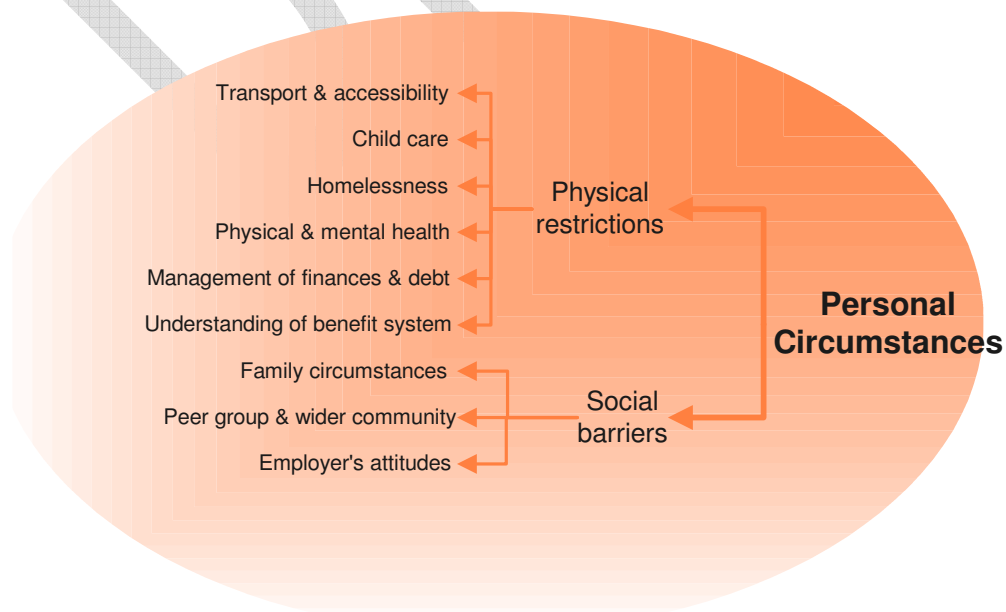 Transport & accessibility
Child care
Homelessness
Physical & mental health
Management of finances & debt
Understanding of benefit system
Family circumstances
Peer group & wider community
Employer's attitudes
Physical
restrictions
Social
barriers
Personal
Circumstances